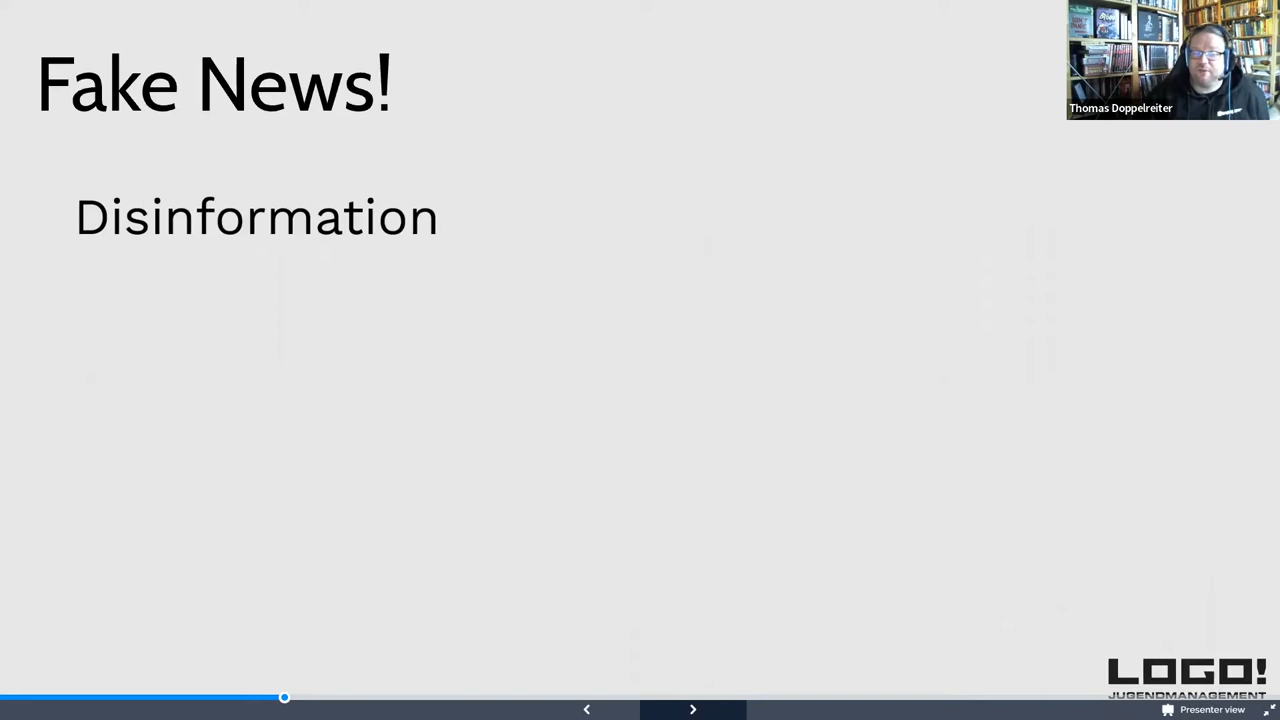 Fake News!
Thomas Doppelreiter
Disinformation
LOGO!
JUGENDMANAGEMENT
Presenter view